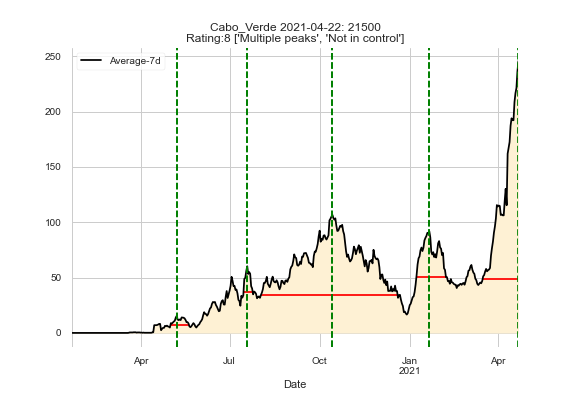 Cabo_Verde 2021-04-22: 21500
Rating:8 ['Multiple peaks', 'Not in control']
Average-7d
250
200
150
100
50
0
Apr Jul Oct Jan Apr
2021
Date